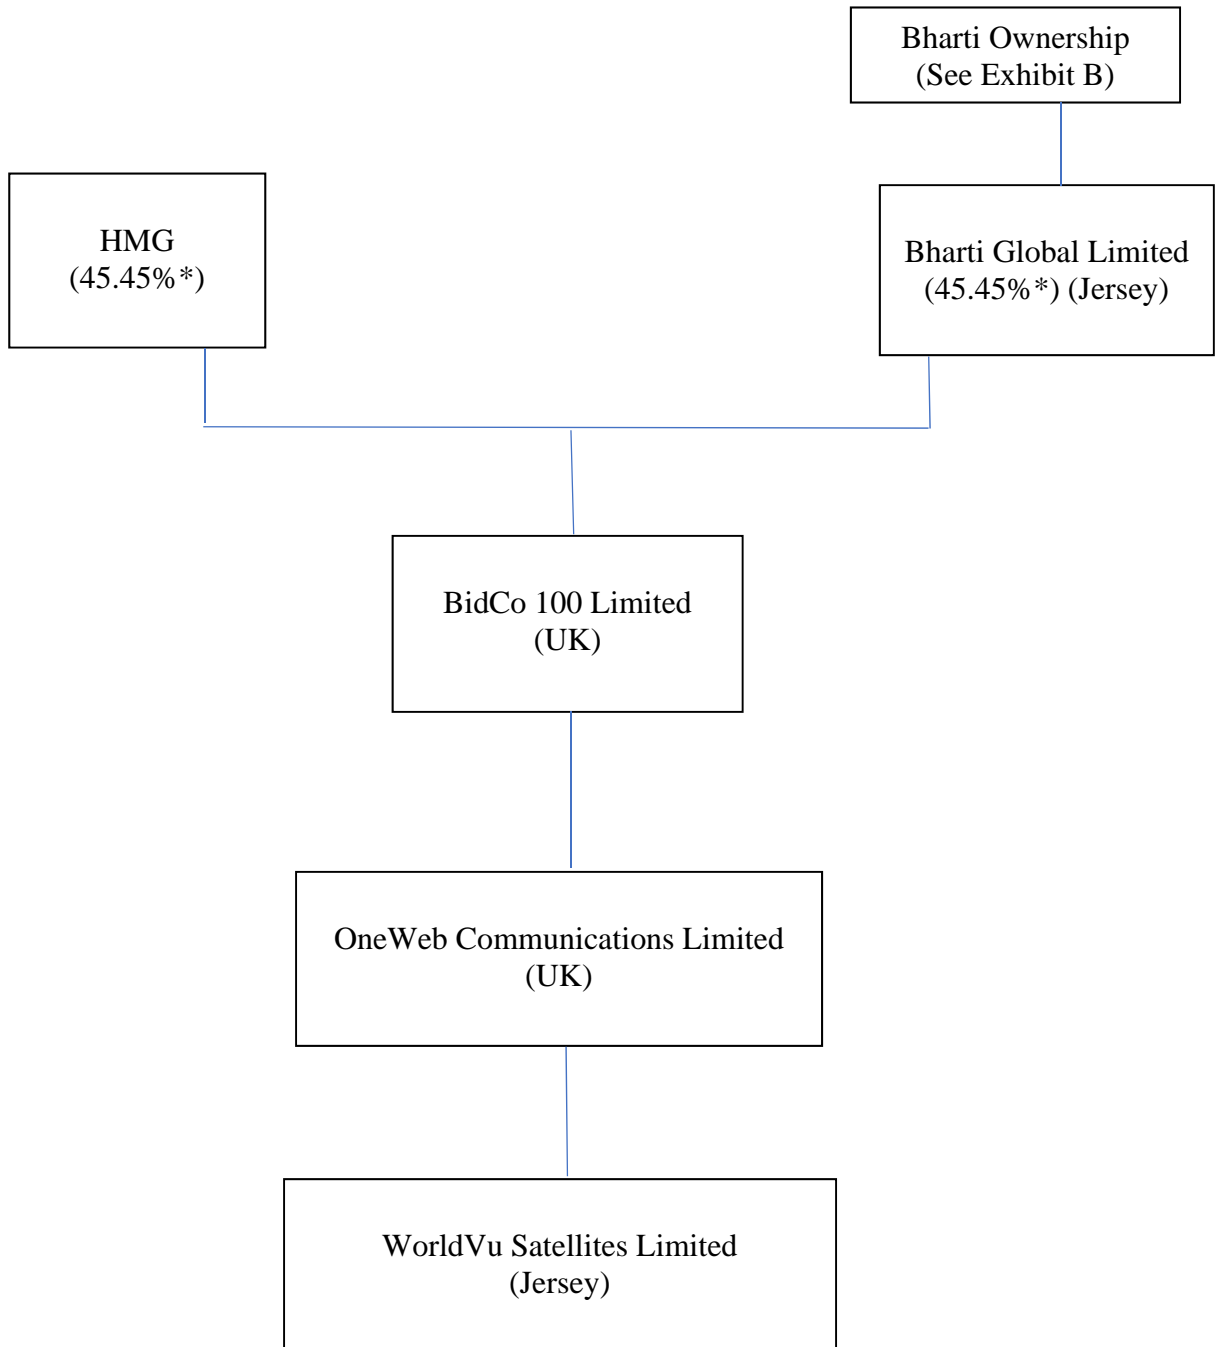 Bharti Ownership
(See Exhibit B)
HMG
(45.45%*)
Bharti Global Limited
(45.45%*) (Jersey)
BidCo 100 Limited
(UK)
OneWeb Communications Limited
(UK)
WorldVu Satellites Limited
(Jersey)